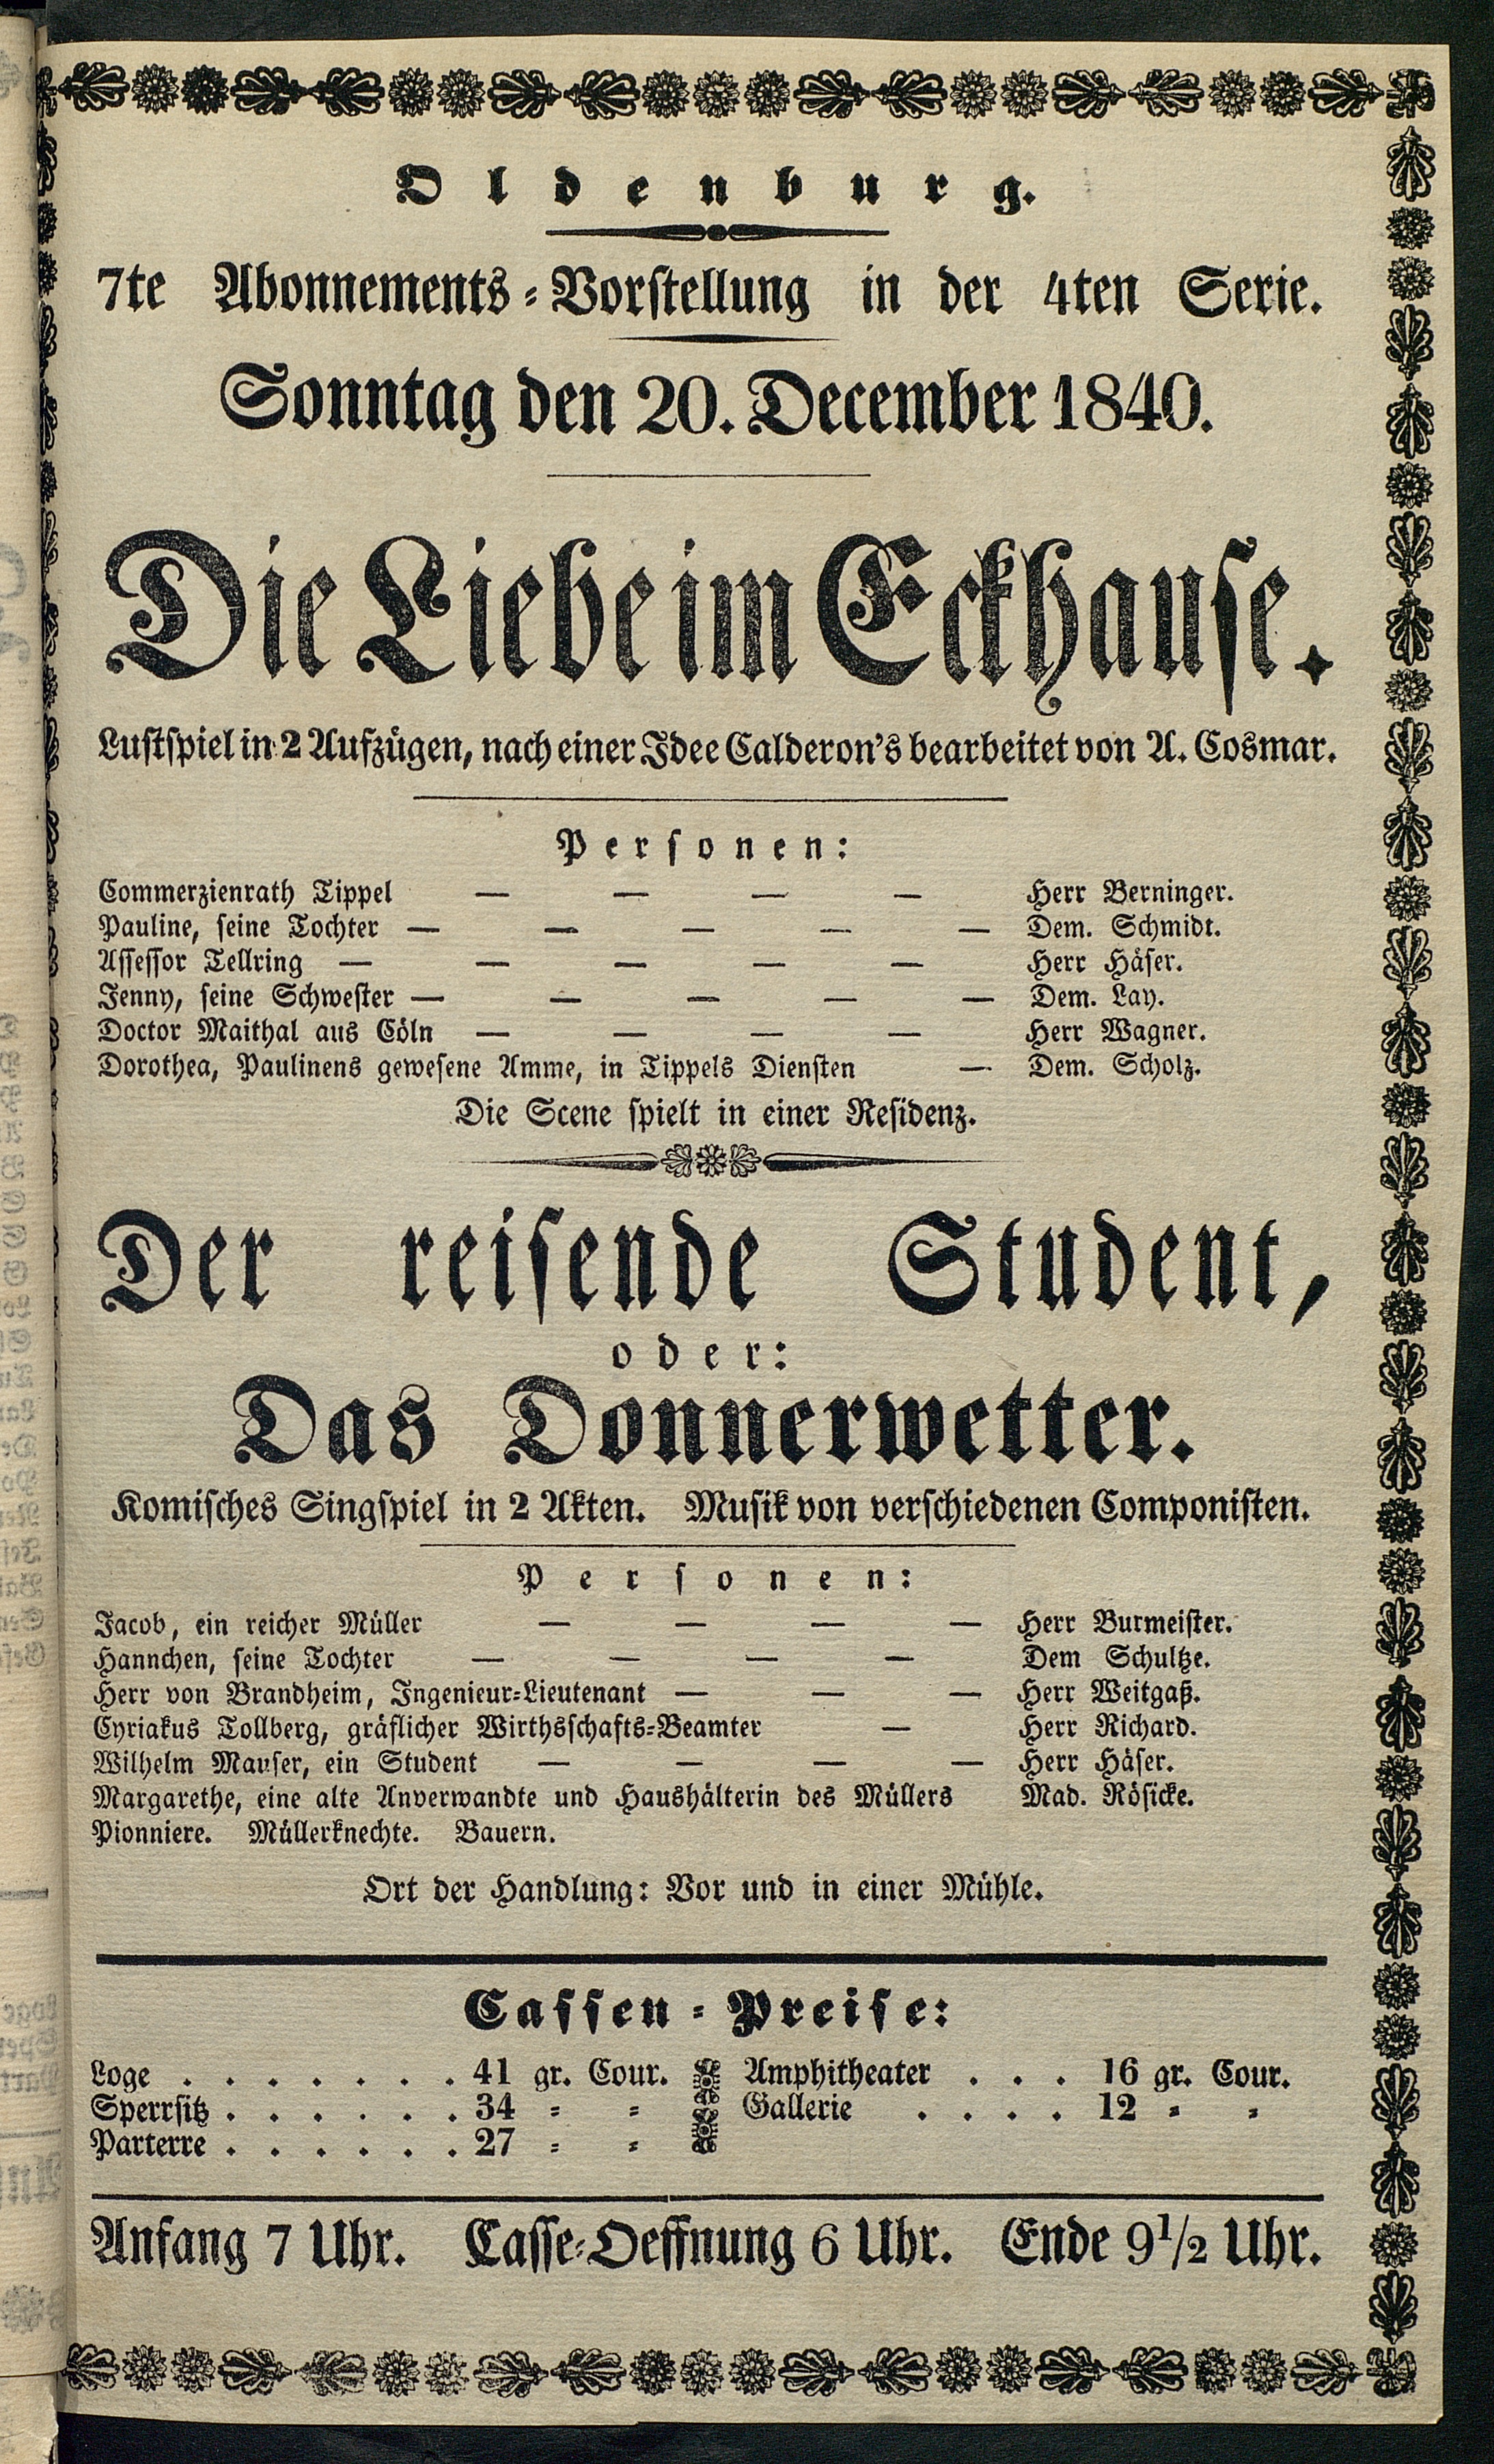 Oldenburg.
7te Abonnements-Vorstellung in der 4ten Serie.
Sonntag den 20. December 1840.
Die Liebe im Eckhause.
Lustspiel in 2 Aufzügen, nach einer Idee Calderon's bearbeitet von A. Cosmar.
Personen:
Commerzienrath Tippel — — — — Herr Berninger.
Pauline, seine Tochter — — — — — Dem. Schmidt.
Assessor Tellring — — — — — Herr Häser.
Jenny, seine Schwester — — — — — Dem. Lay.
Doctor Maithal aus Cöln — — — — Herr Wagner.
Dorothea, Paulinens gewesene Amme, in Tippels Diensten — Dem. Scholz.
Die Scene spielt in einer Residenz.
Der reisende Student,
oder:
Das Donnerwetter.
Komisches Singspiel in 2 Akten. Musik von verschiedenen Componisten.
Personen:
Jacob, ein reicher Müller — — — — Herr Burmeister.
Hannchen, seine Tochter — — — — Dem Schultze.
Herr von Brandheim, Ingenieur-Lieutenant — — — Herr Weitgaß.
Cyriakus Tollberg, gräflicher Wirthsschafts-Beamter — Herr Richard.
Wilhelm Mauser, ein Student — — — — Herr Häser.
Margarethe, eine alte Anverwandte und Haushälterin des Müllers Mad. Rösicke.
Pionniere. Müllerknechte. Bauern.
Ort der Handlung: Vor und in einer Mühle.
Cassen-Preise:
Loge . . . . . . . 41 gr. Cour. Amphitheater . . . 16 gr. Cour.
Sperrsitz . . . . . . 34 = = Gallerie . . . . 12 = =
Parterre . . . . . . 27 = =
Anfang 7 Uhr. Casse-Oeffnung 6 Uhr. Ende 9½ Uhr.